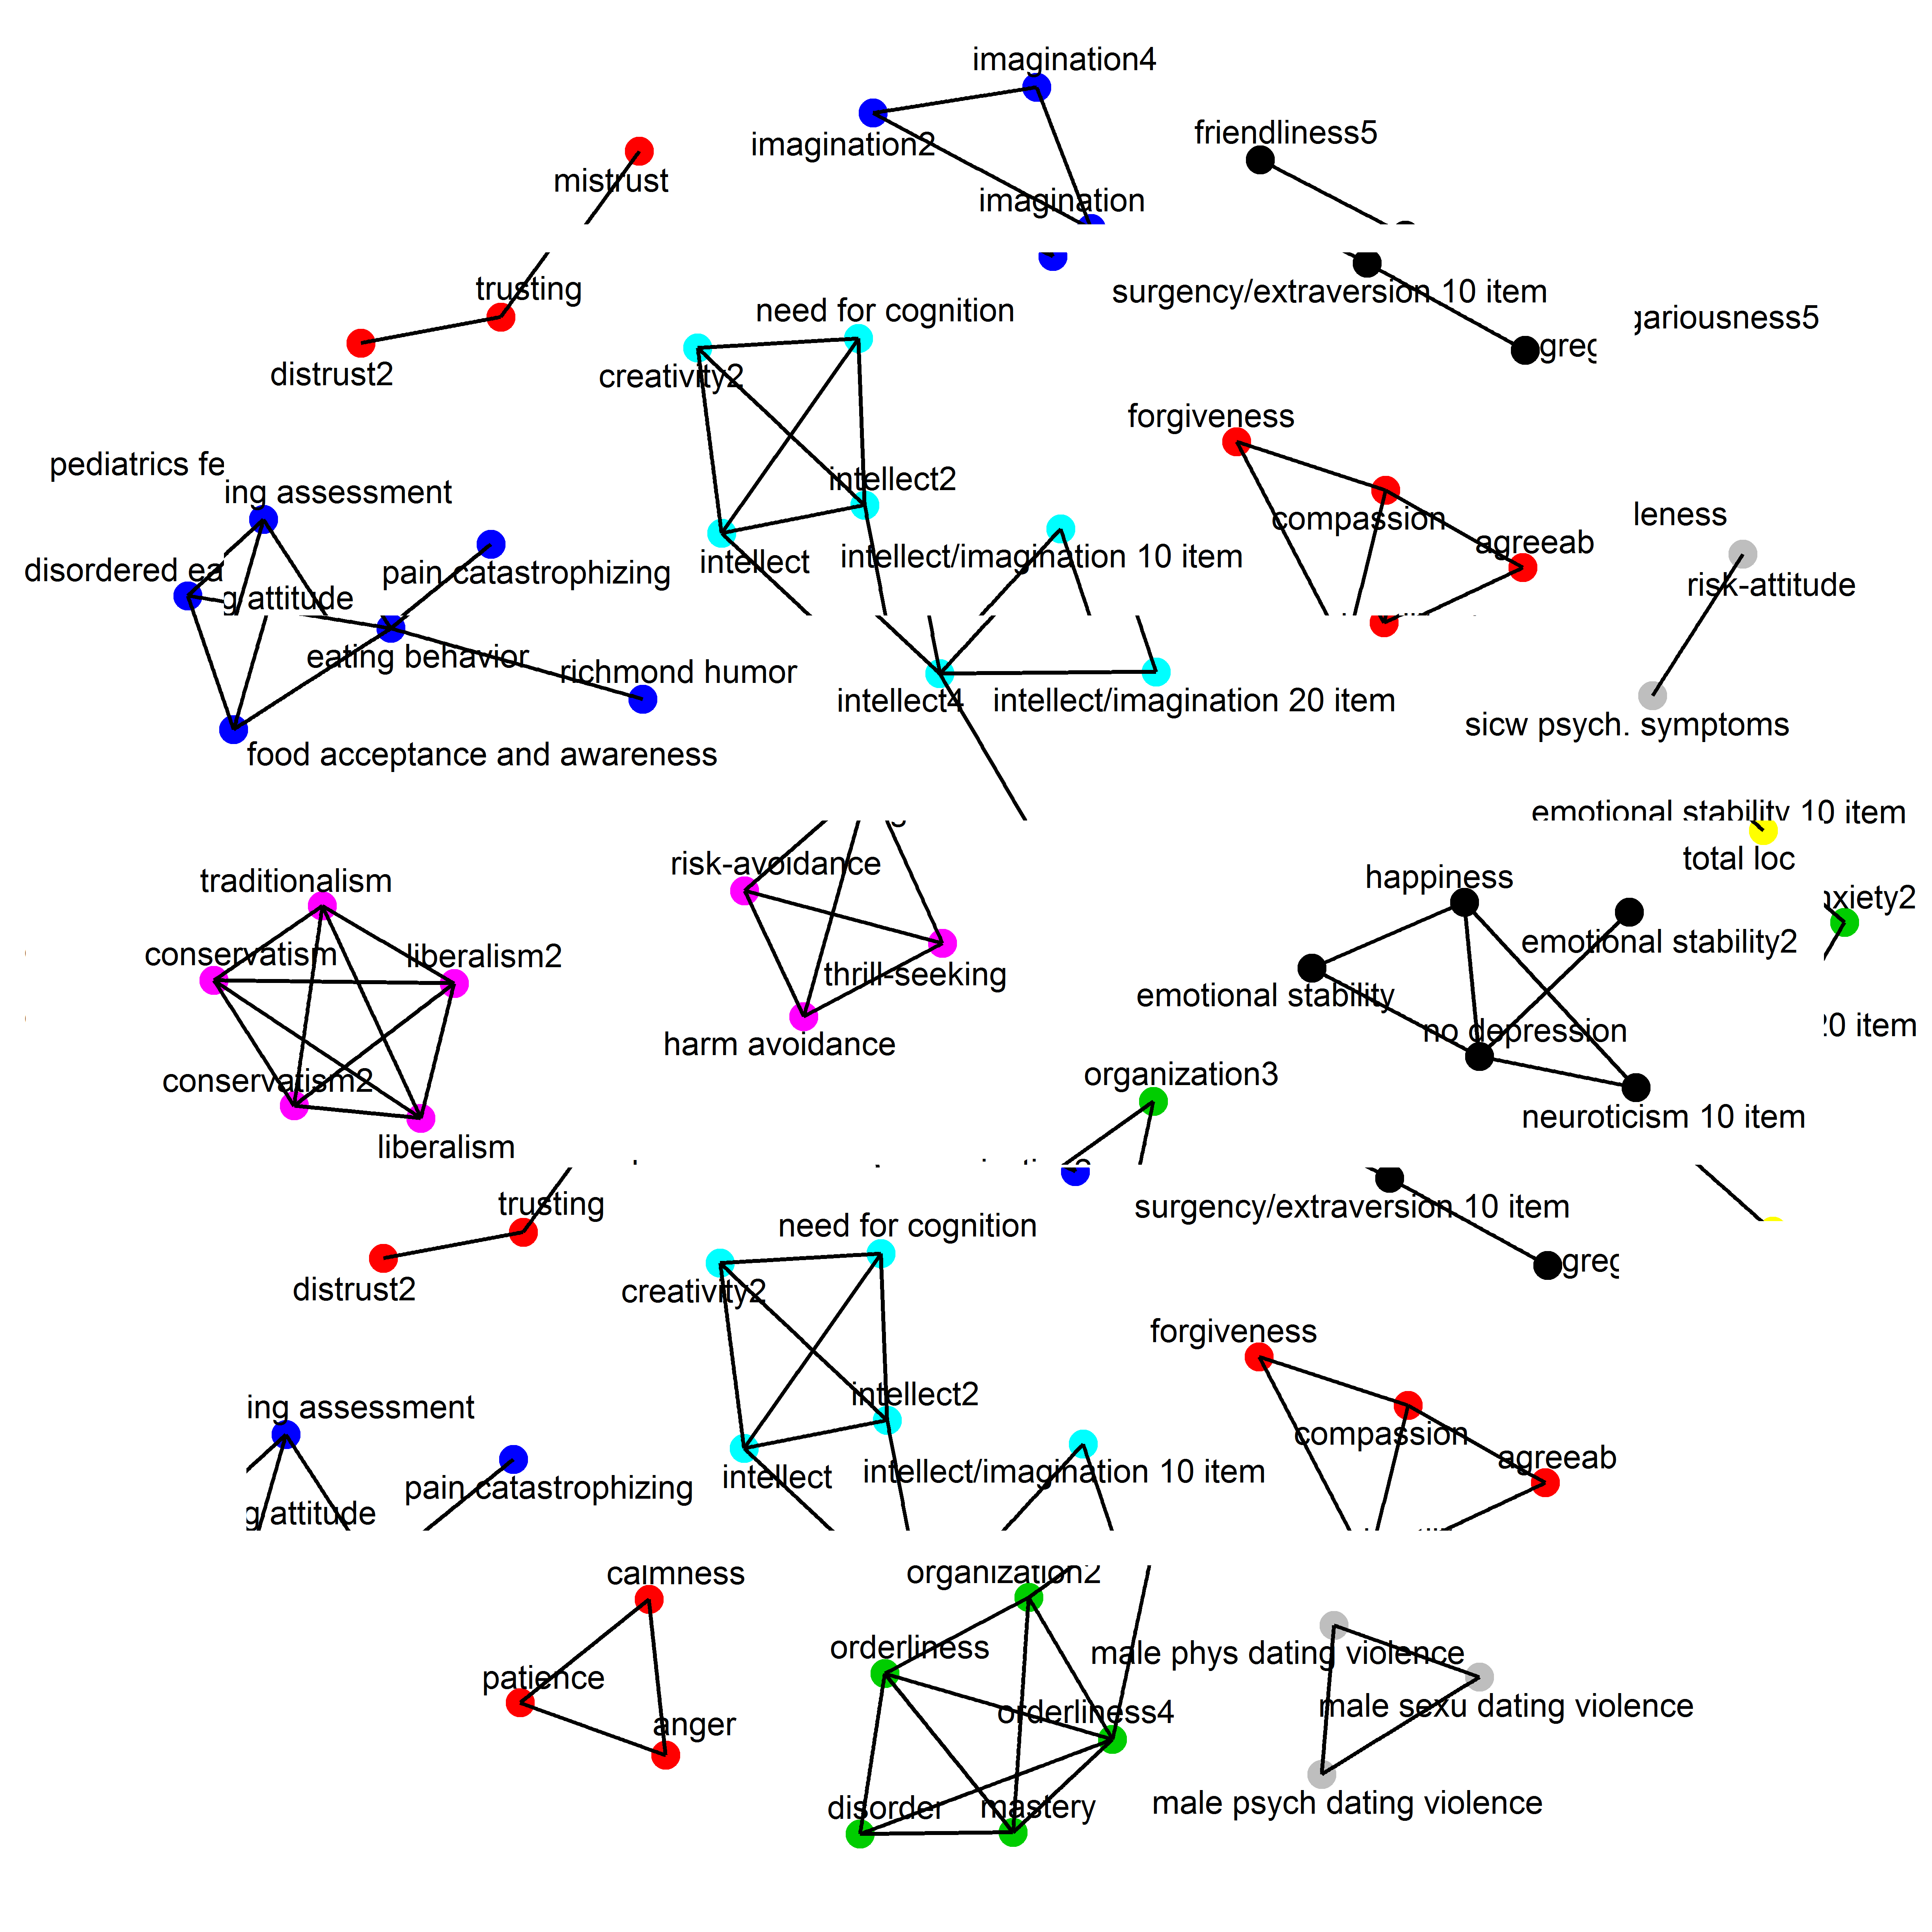 imagination4
friendliness5
imagination2
mistrust
imagination
trusting
surgency/extraversion 10 item
need for cognition
gariousness5
greg
distrust2
creativity2
forgiveness
pediatrics fe
ing assessment
intellect2
compassion
leness
agreeab
disordered ea
g attitude
pain catastrophizing
intellect
intellect/imagination 10 item
risk-attitude
eating behavior
richmond humor
intellect4
intellect/imagination 20 item
sicw psych. symptoms
food acceptance and awareness
emotional stability 10 item
total loc
risk-avoidance
happiness
traditionalism
nxiety2
conservatism
liberalism2
emotional stability2
thrill-seeking
emotional stability
20 item
no depression
harm avoidance
organization3
conservatism2
neuroticism 10 item
liberalism
trusting
surgency/extraversion 10 item
need for cognition
greg
distrust2
creativity2
forgiveness
ing assessment
intellect2
compassion
agreeab
pain catastrophizing
intellect
intellect/imagination 10 item
g attitude
calmness
organization2
orderliness
male phys dating violence
patience
male sexu dating violence
orderliness4
anger
disorder
mastery
male psych dating violence